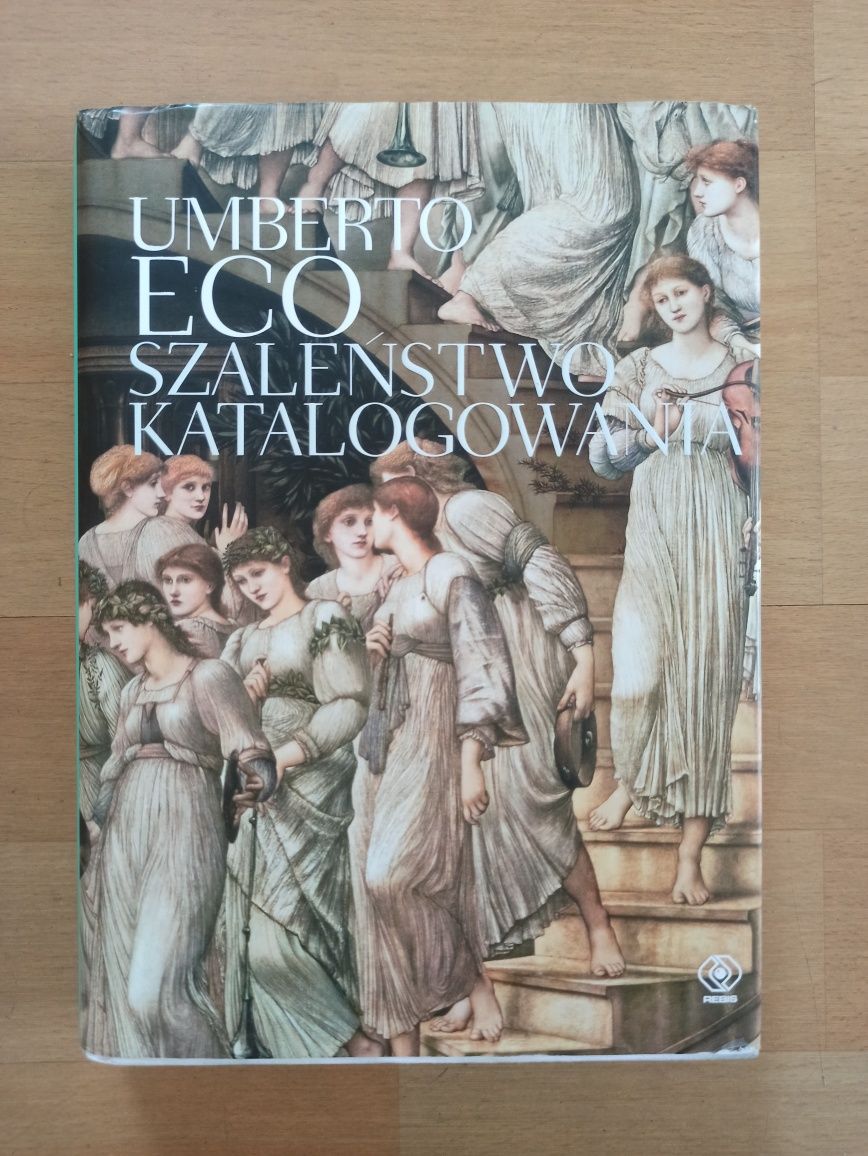 UMBERTO
ECO
SZALEŃSTWO
KATALOGOWANIA
REBIS